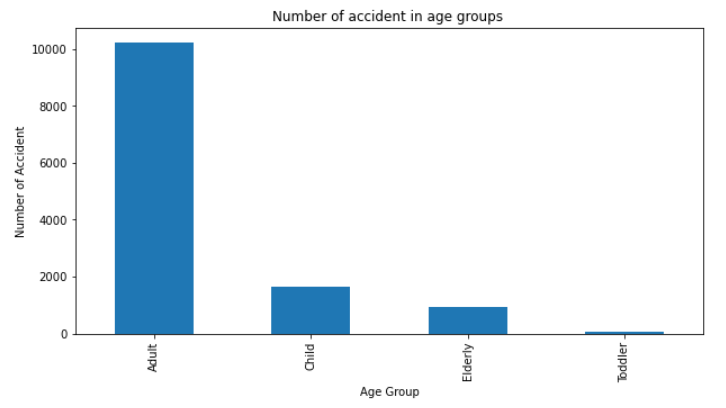 Number of accident in age groups
10000
8000
6000
4000
2000
0
Number of Accident
Adult
Child
Elderly
Toddler
Age Group